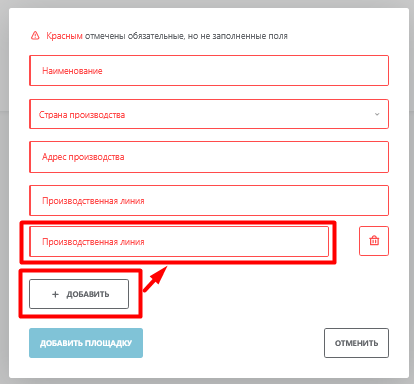 Красным отмечены обязательные, но не заполненные поля
Наименование
Страна производства
Адрес производства
Производственная линия
Производственная линия
+ ДОБАВИТЬ
ДОБАВИТЬ ПЛОЩАДКУ
ОТМЕНИТЬ